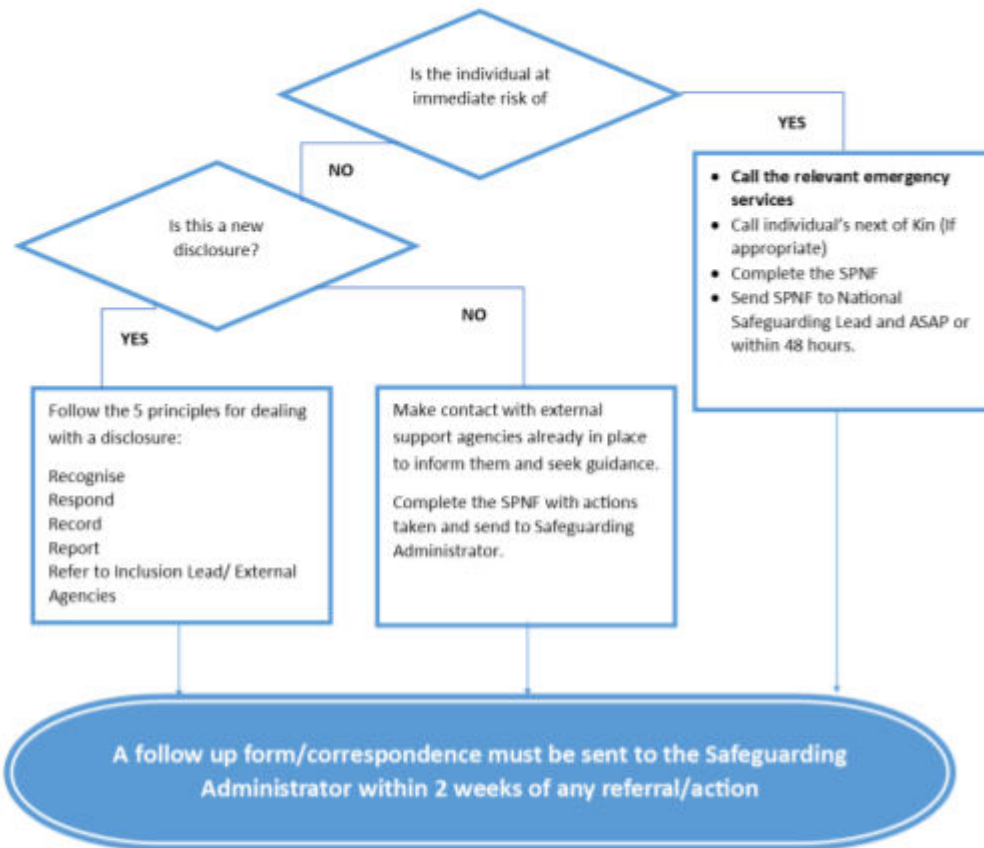 Is the individual at
immediate risk of
YES
NO
• Call the relevant emergency
services
• Call individual's next of Kin (If
appropriate)
• Complete the SPNF
• Send SPNF to National
Safeguarding Lead and ASAP or
within 48 hours.
Is this a new
disclosure?
YES
NO
Follow the 5 principles for dealing
with a disclosure:
Recognise
Respond
Record
Report
Refer to Inclusion Lead/ External
Agencies
Make contact with external
support agencies already in place
to inform them and seek guidance.
Complete the SPNF with actions
taken and send to Safeguarding
Administrator.
A follow up form/correspondence must be sent to the Safeguarding
Administrator within 2 weeks of any referral/action